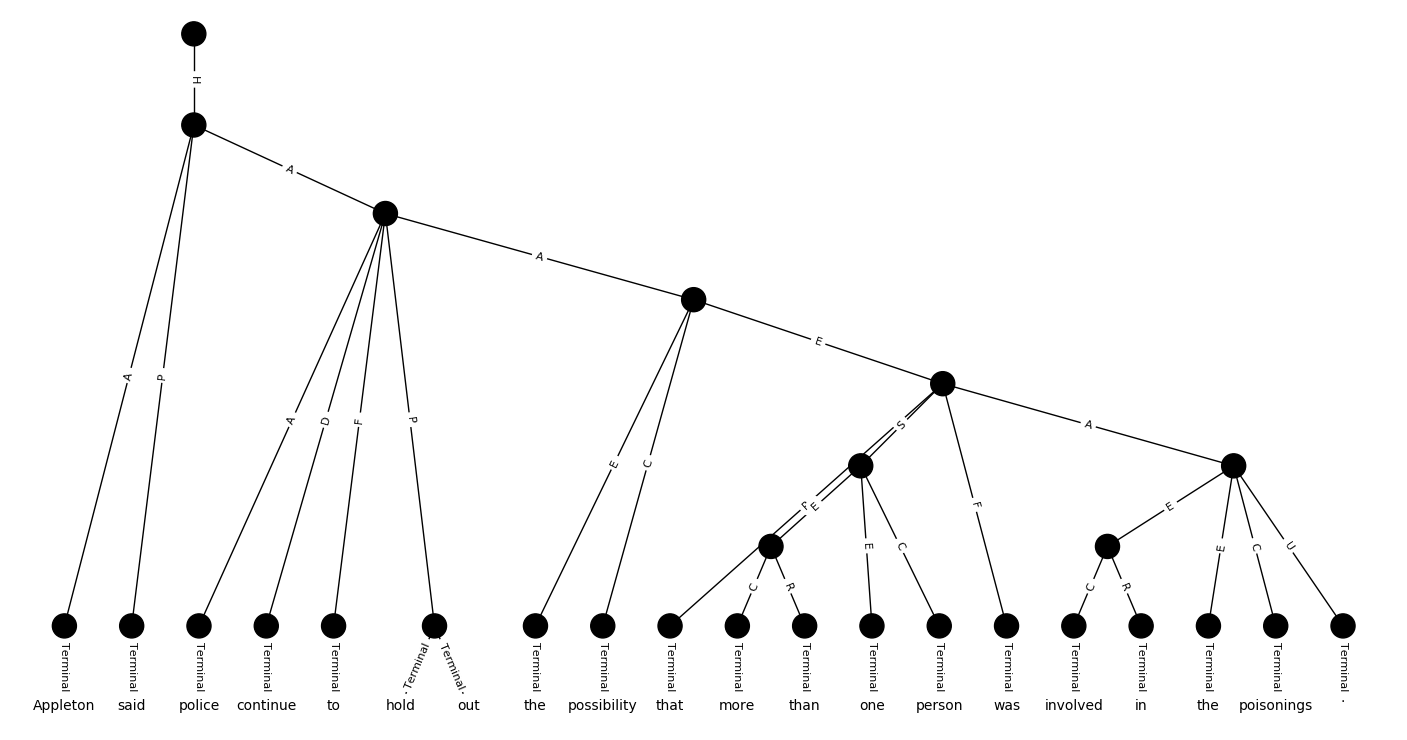 H
A
A
E
S
A
A P
A D F P
E C
R E
E C
F
E
E C U
C R
C R
Terminal Terminal Terminal Terminal Terminal Terminal Terminal Terminal Terminal Terminal Terminal Terminal Terminal Terminal Terminal Terminal Terminal Terminal Terminal Terminal
Appleton said police continue to hold out the possibility that more than one person was involved in the poisonings .